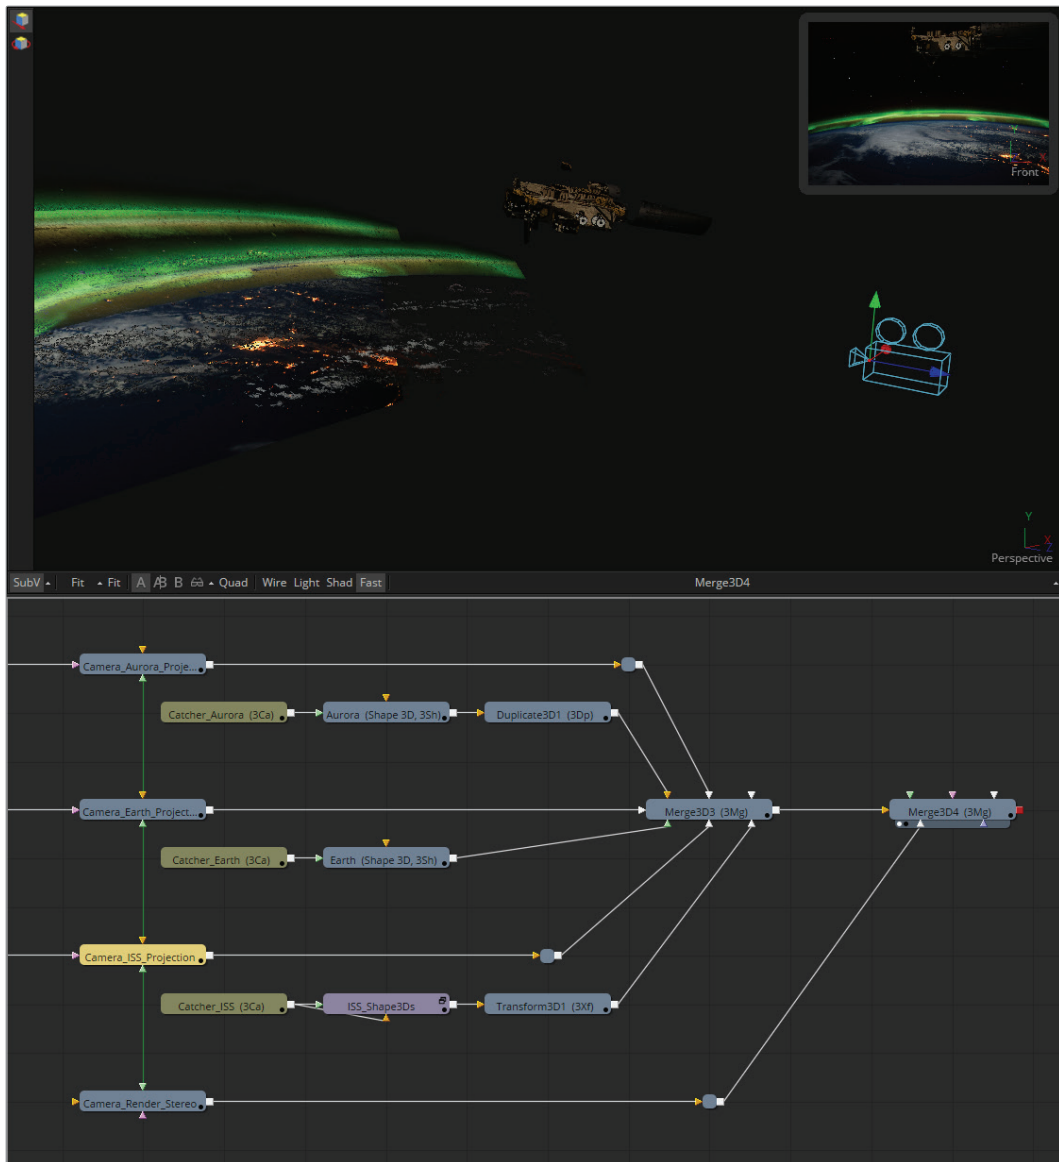 Y
X
Front
Y
X
Z
Perspective
SubV Fit Fit A A/B B Quad Wire Light Shad Fast Merge3D4
Camera_Aurora_Proje...
Catcher_Aurora (3Ca) Aurora (Shape 3D, 3Sh) Duplicate3D1 (3Dp)
Camera_Earth_Project... Merge3D3 (3Mg) Merge3D4 (3Mg)
Catcher_Earth (3Ca) Earth (Shape 3D, 3Sh)
Camera_ISS_Projection
Catcher_ISS (3Ca) ISS_Shape3Ds Transform3D1 (3Xf)
Camera_Render_Stereo